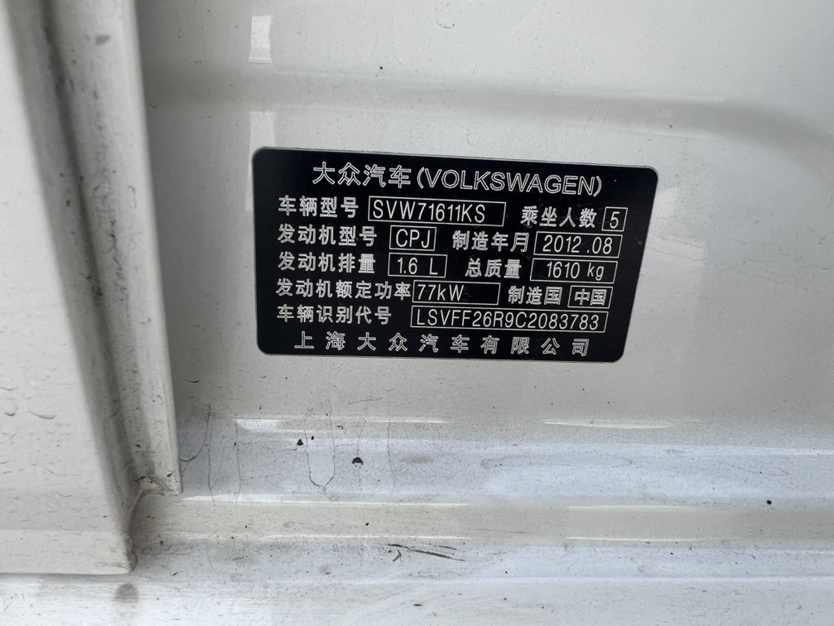 大众汽车(VOLKSWAGEN)
车辆型号 SVW71611KS 乘坐人数 5
发动机型号 CPJ 制造年月 2012.08
发动机排量 1.6 L 总质量 1610 kg
发动机额定功率 77kW 制造国 中国
车辆识别代号 LSVFF26R9C2083783
上海大众汽车有限公司